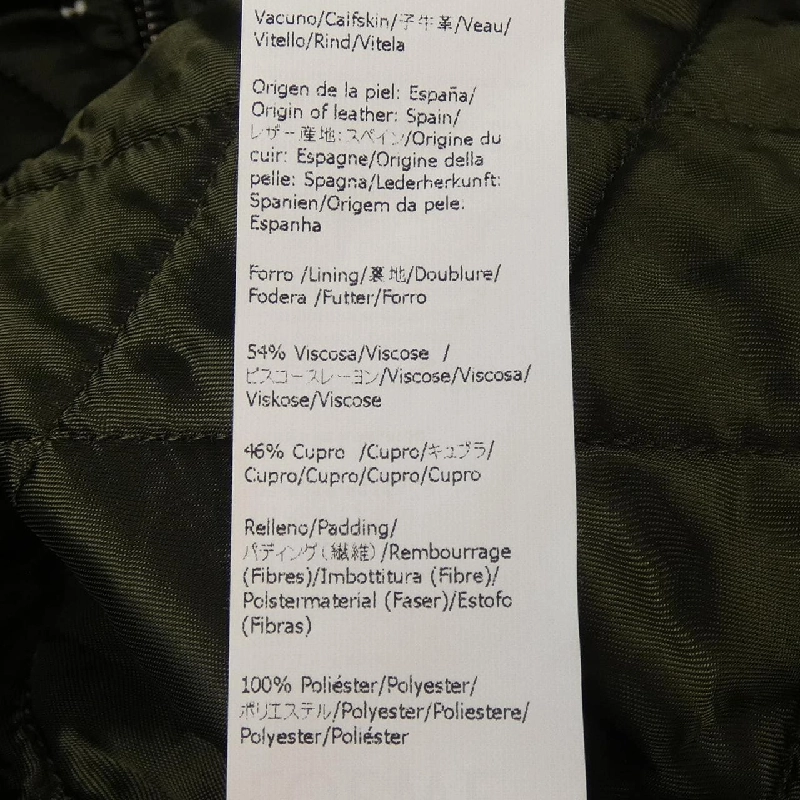 Vacuno/Calfskin/子牛革/Veau/
Vitello/Rind/Vitela
Origen de la piel: España/
Origin of leather: Spain/
レザー産地:スペイン/Origine du
cuir: Espagne/Origine della
pelle: Spagna/Lederherkunft:
Spanien/Origem da pele:
Espanha
Forro /Lining/裏地/Doublure/
Fodera /Futter/Forro
54% Viscosa/Viscose /
ビスコースレーヨン/Viscose/Viscosa/
Viskose/Viscose
46% Cupro /Cupro/キュプラ/
Cupro/Cupro/Cupro/Cupro
Relleno/Padding/
パディング(繊維)/Rembourrage
(Fibres)/Imbottitura (Fibre)/
Polstermaterial (Faser)/Estofo
(Fibras)
100% Poliéster/Polyester/
ポリエステル/Polyester/Poliestere/
Polyester/Poliéster